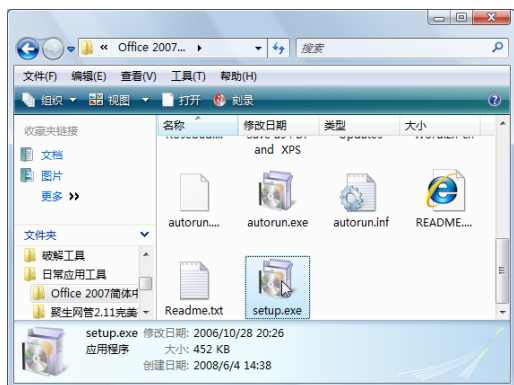 « Office 2007... ▸
搜索
文件(F) 编辑(E) 查看(V) 工具(T) 帮助(H)
组织 视图 打开 刻录
收藏夹链接
文档
图片
更多 »
文件夹
破解工具
日常应用工具
Office 2007简体中
聚生网管2.11完美
名称 修改日期 类型 大小
and XPS
autorun.... autorun.exe autorun.inf README....
Readme.txt setup.exe
setup.exe 修改日期: 2006/10/28 20:26
应用程序 大小: 452 KB
创建日期: 2008/6/4 14:38